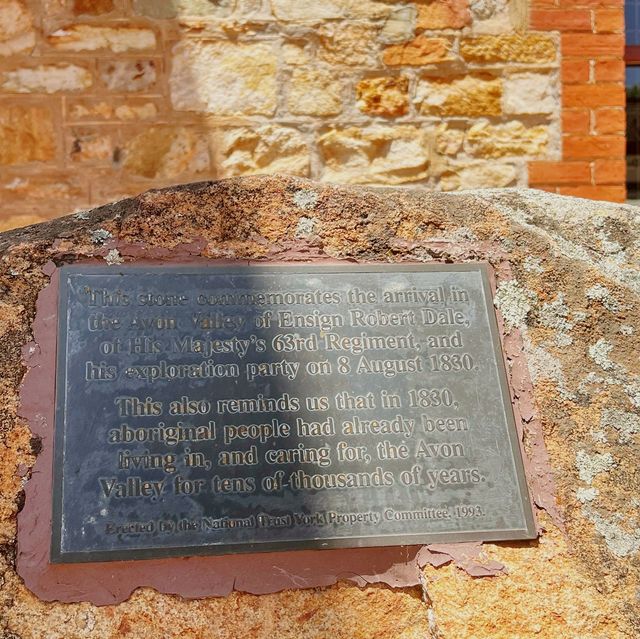 This stone commemorates the arrival in
the Avon Valley of Ensign Robert Dale,
of His Majesty's 63rd Regiment, and
his exploration party on 8 August 1830.
This also reminds us that in 1830,
aboriginal people had already been
living in, and caring for, the Avon
Valley for tens of thousands of years.
Erected by the National Trust York Property Committee, 1992.